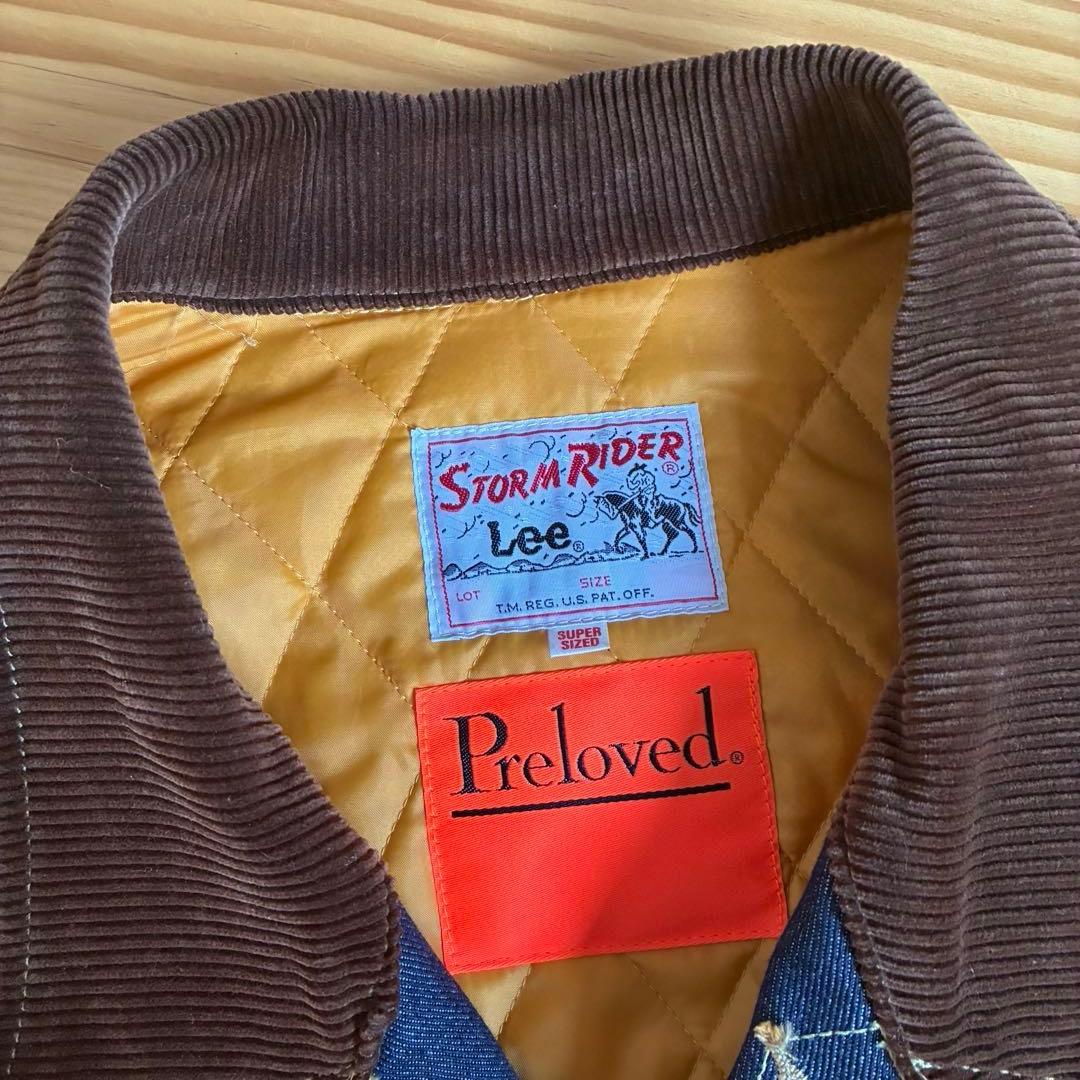 STORM RIDER®
Lee®
LOT SIZE
T.M. REG. U.S. PAT. OFF.
SUPER
SIZED
Preloved®